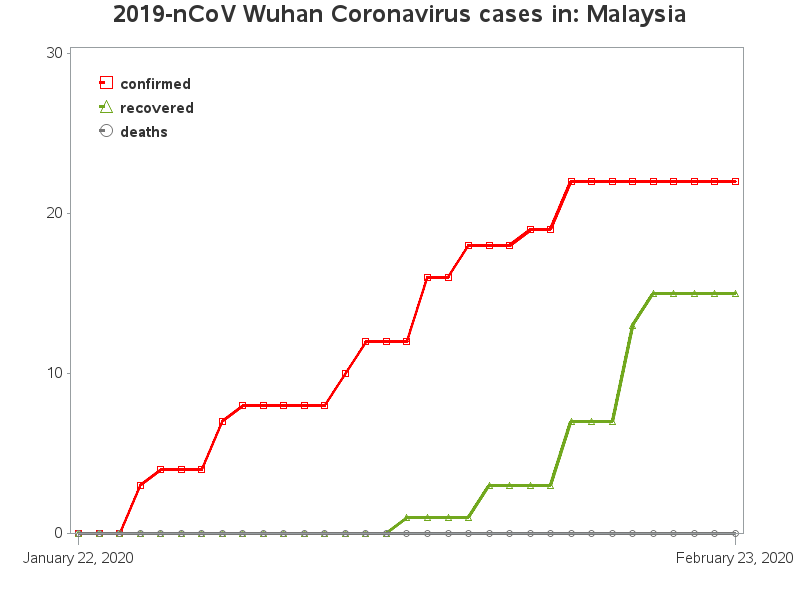 2019-nCoV Wuhan Coronavirus cases in: Malaysia
30
confirmed
recovered
deaths
20
10
0
January 22, 2020
February 23, 2020